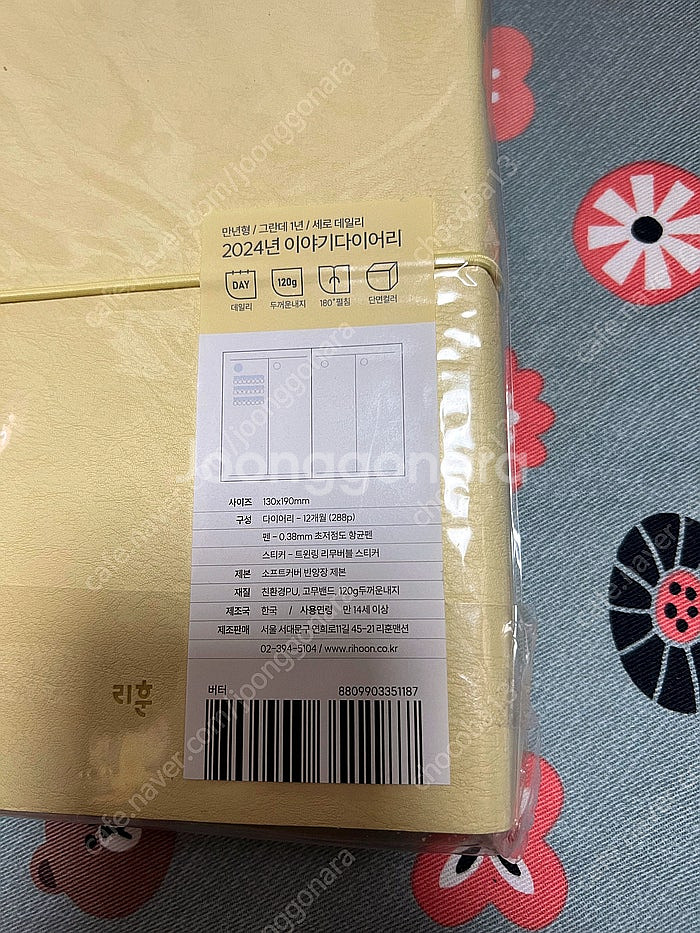 만년형 / 그란데 1년 / 세로 데일리
2024년 이야기다이어리
DAY
120g
데일리
두꺼운내지
180˚펼침
단면컬러
Joonggonara
사이즈 130x190mm
구성 다이어리 - 12개월 (288p)
펜 - 0.38mm 초저점도 항균펜
스티커 - 트윈링 리무버블 스티커
제본 소프트커버 빈양장 제본
재질 친환경PU, 고무밴드, 120g두꺼운내지
제조국 한국 / 사용연령 만 14세 이상
제조판매 서울 서대문구 연희로11길 45-21 리훈맨션
02-394-5104 / www.rihoon.co.kr
리훈
버터 8809903351187
cafe.naver.com/joonggonara
chocoba13